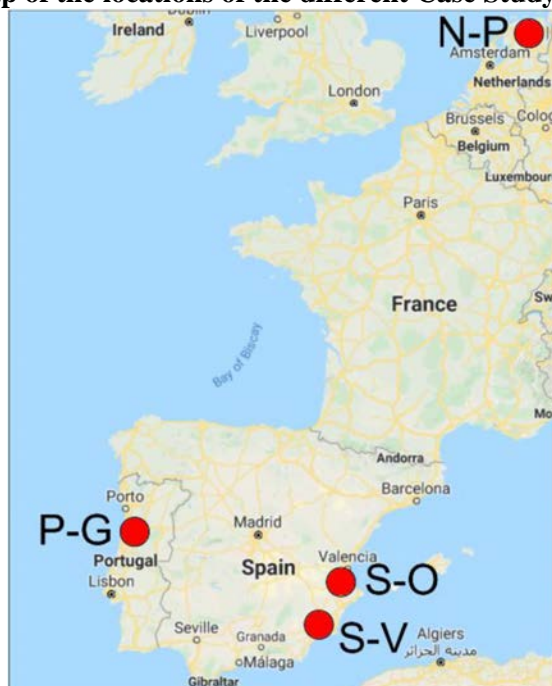 p of the locations of the different Case Study
Dublin
Ireland
Liverpool
N-P
Amsterdam
Netherlands
London
Brussels
Colog
Belgium
Luxembour
Paris
France
Sw
Bay of Biscay
Mo
Andorra
Barcelona
Porto
P-G
Portugal
Madrid
Spain
Valencia
S-O
Lisbon
Seville
Granada
Málaga
S-V
Algiers
مدينة الجزائر
Gibraltar